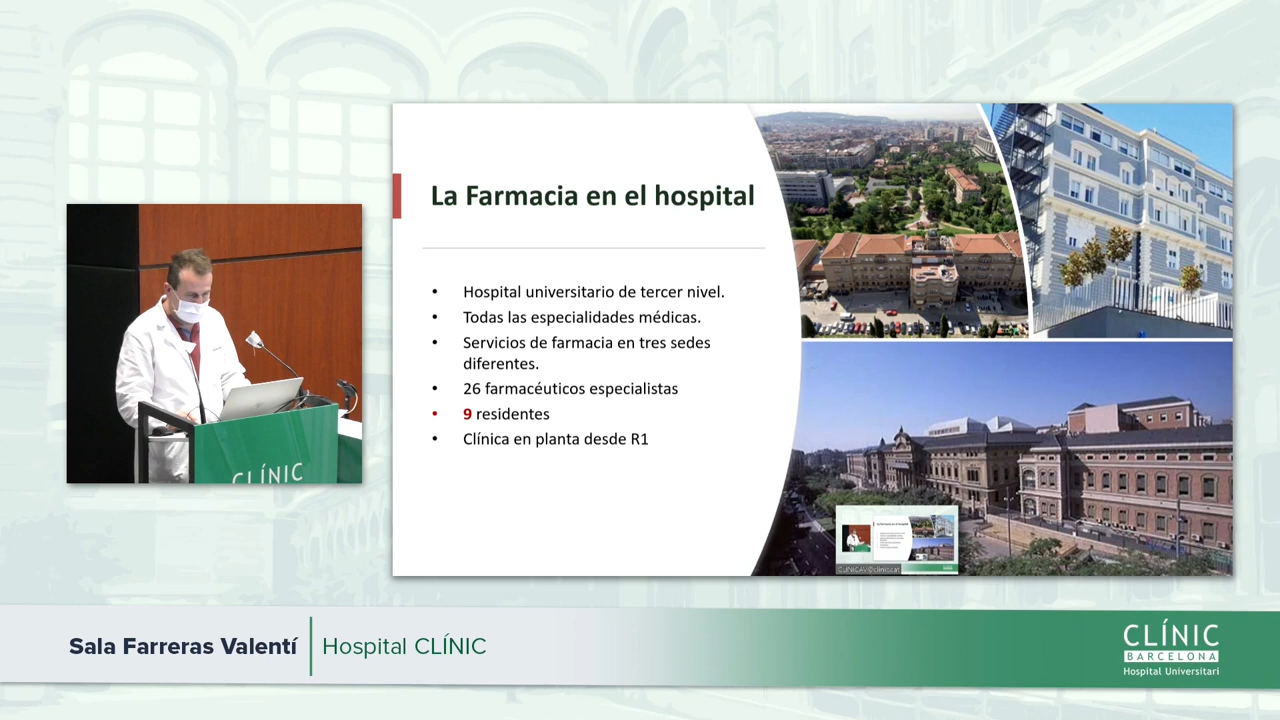 La Farmacia en el hospital
• Hospital universitario de tercer nivel.
• Todas las especialidades médicas.
• Servicios de farmacia en tres sedes
diferentes.
• 26 farmacéuticos especialistas
• 9 residentes
• Clínica en planta desde R1
CLÍNIC
Sala Farreras Valentí
Hospital CLÍNIC
CLÍNIC
BARCELONA
Hospital Universitari